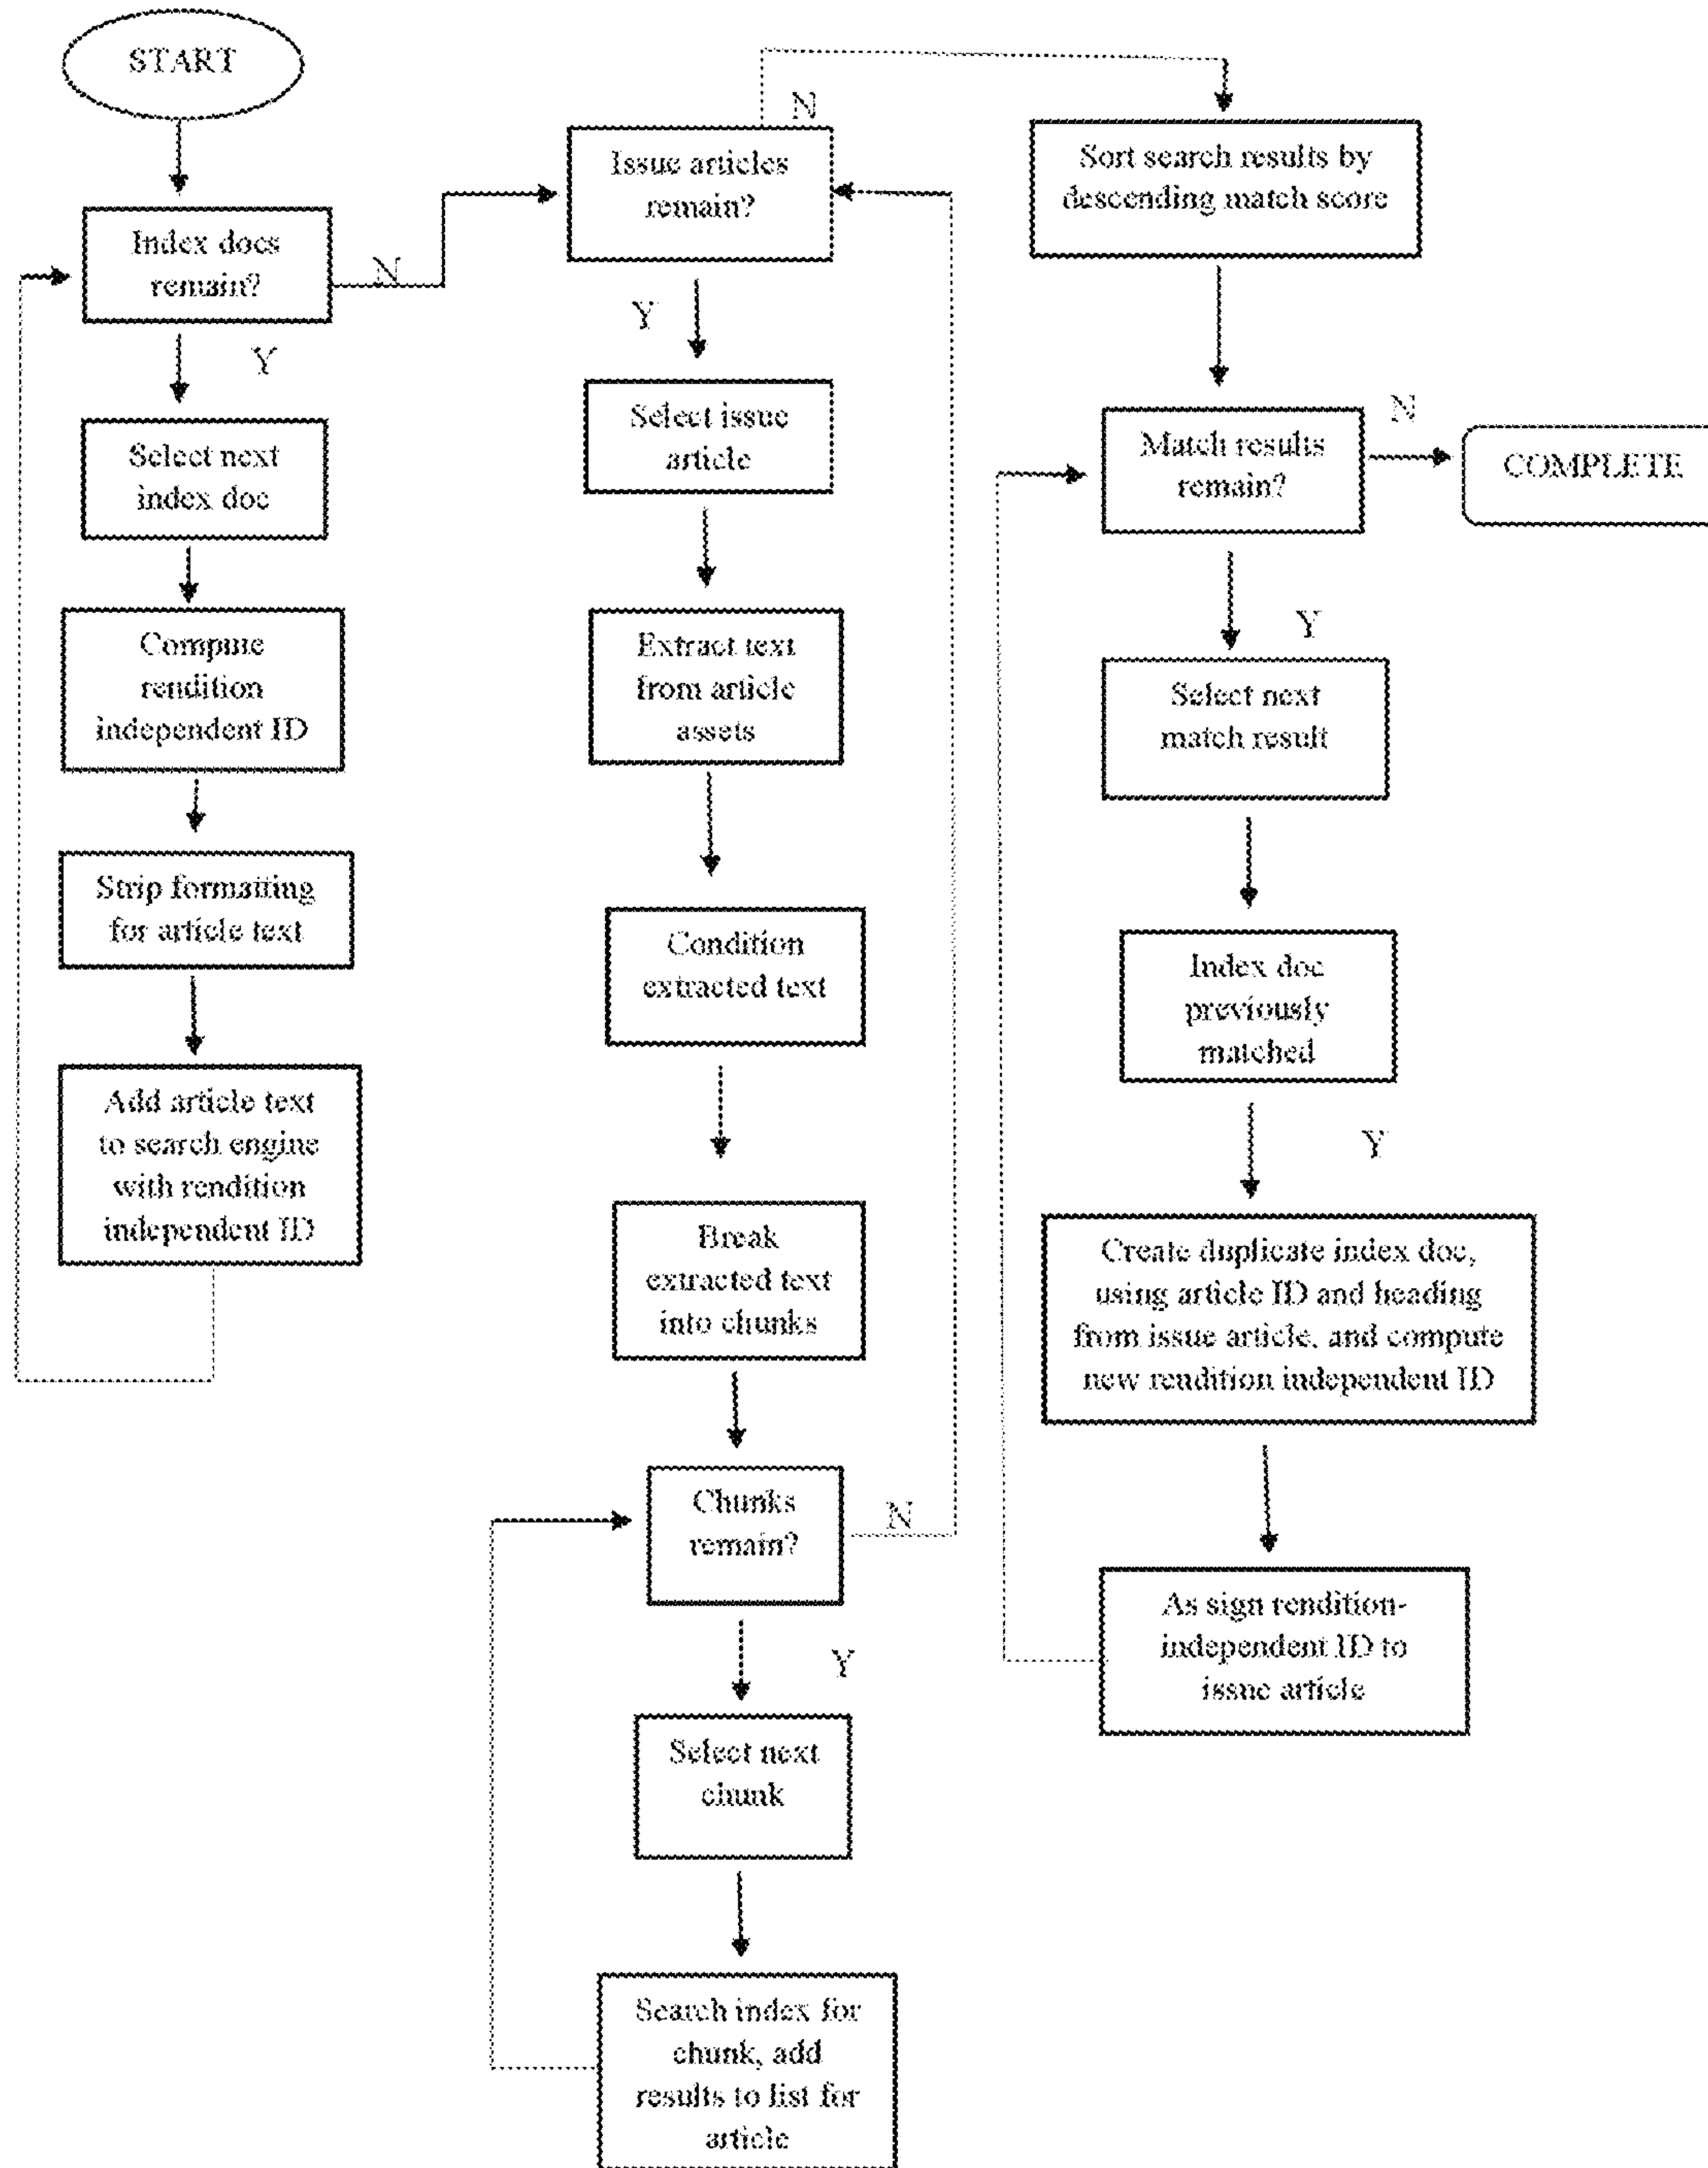 START
Index docs
remain?
N
Y
Select next
index doc
Compute
rendition
independent ID
Strip formatting
for article text
Add article text
to search engine
with rendition
independent ID
N
Issue articles
remain?
Y
Select issue
article
Extract text
from article
assets
Condition
extracted text
Break
extracted text
into chunks
Chunks
remain?
N
Y
Select next
chunk
Search index for
chunk, add
results to list for
article
Sort search results by
descending match score
Match results
remain?
N
COMPLETE
Y
Select next
match result
Index doc
previously
matched
Y
Create duplicate index doc,
using article ID and heading
from issue article, and compute
new rendition independent ID
As sign rendition-
independent ID to
issue article